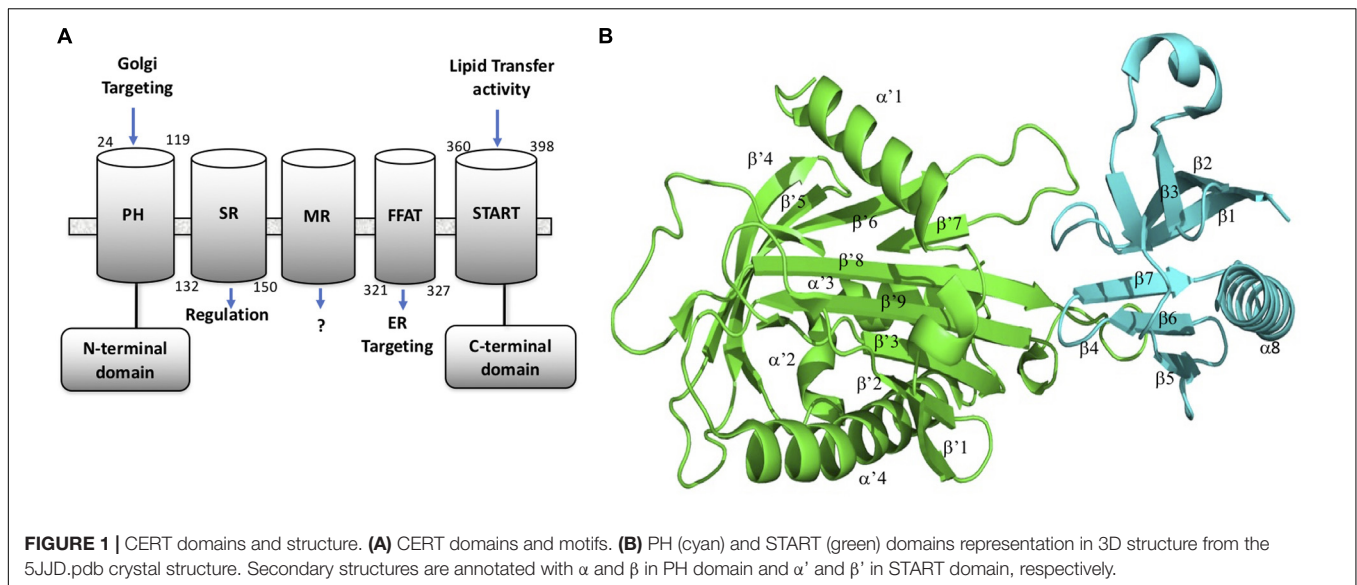 A
Golgi
Targeting
Lipid Transfer
activity
24
119
360
398
PH
SR
MR
FFAT
START
132
150
321
327
Regulation
?
ER
Targeting
N-terminal
domain
C-terminal
domain
B
α'1
β'4
β'5
β'6
β'7
β'8
α'3
β'9
β'3
α'2
β'2
β'1
α'4
β2
β3
β1
β7
β6
β4
β5
α8
FIGURE 1 | CERT domains and structure. (A) CERT domains and motifs. (B) PH (cyan) and START (green) domains representation in 3D structure from the
5JJD.pdb crystal structure. Secondary structures are annotated with α and β in PH domain and α' and β' in START domain, respectively.